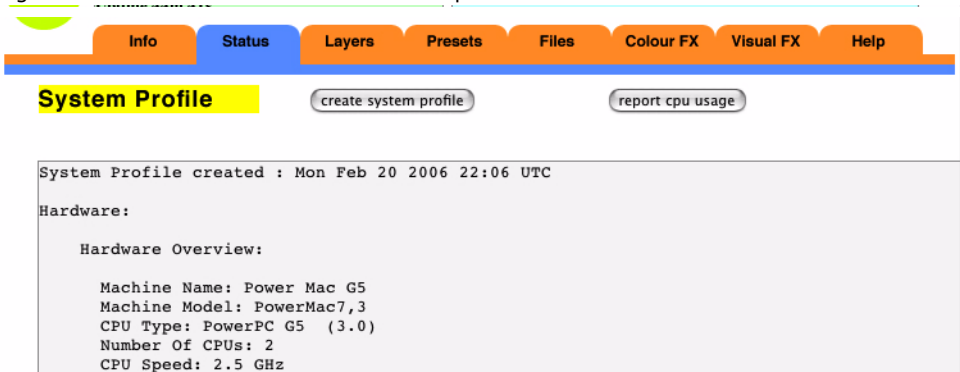 Info Status Layers Presets Files Colour FX Visual FX Help
System Profile create system profile report cpu usage
System Profile created : Mon Feb 20 2006 22:06 UTC
Hardware:
Hardware Overview:
Machine Name: Power Mac G5
Machine Model: PowerMac7,3
CPU Type: PowerPC G5 (3.0)
Number Of CPUs: 2
CPU Speed: 2.5 GHz